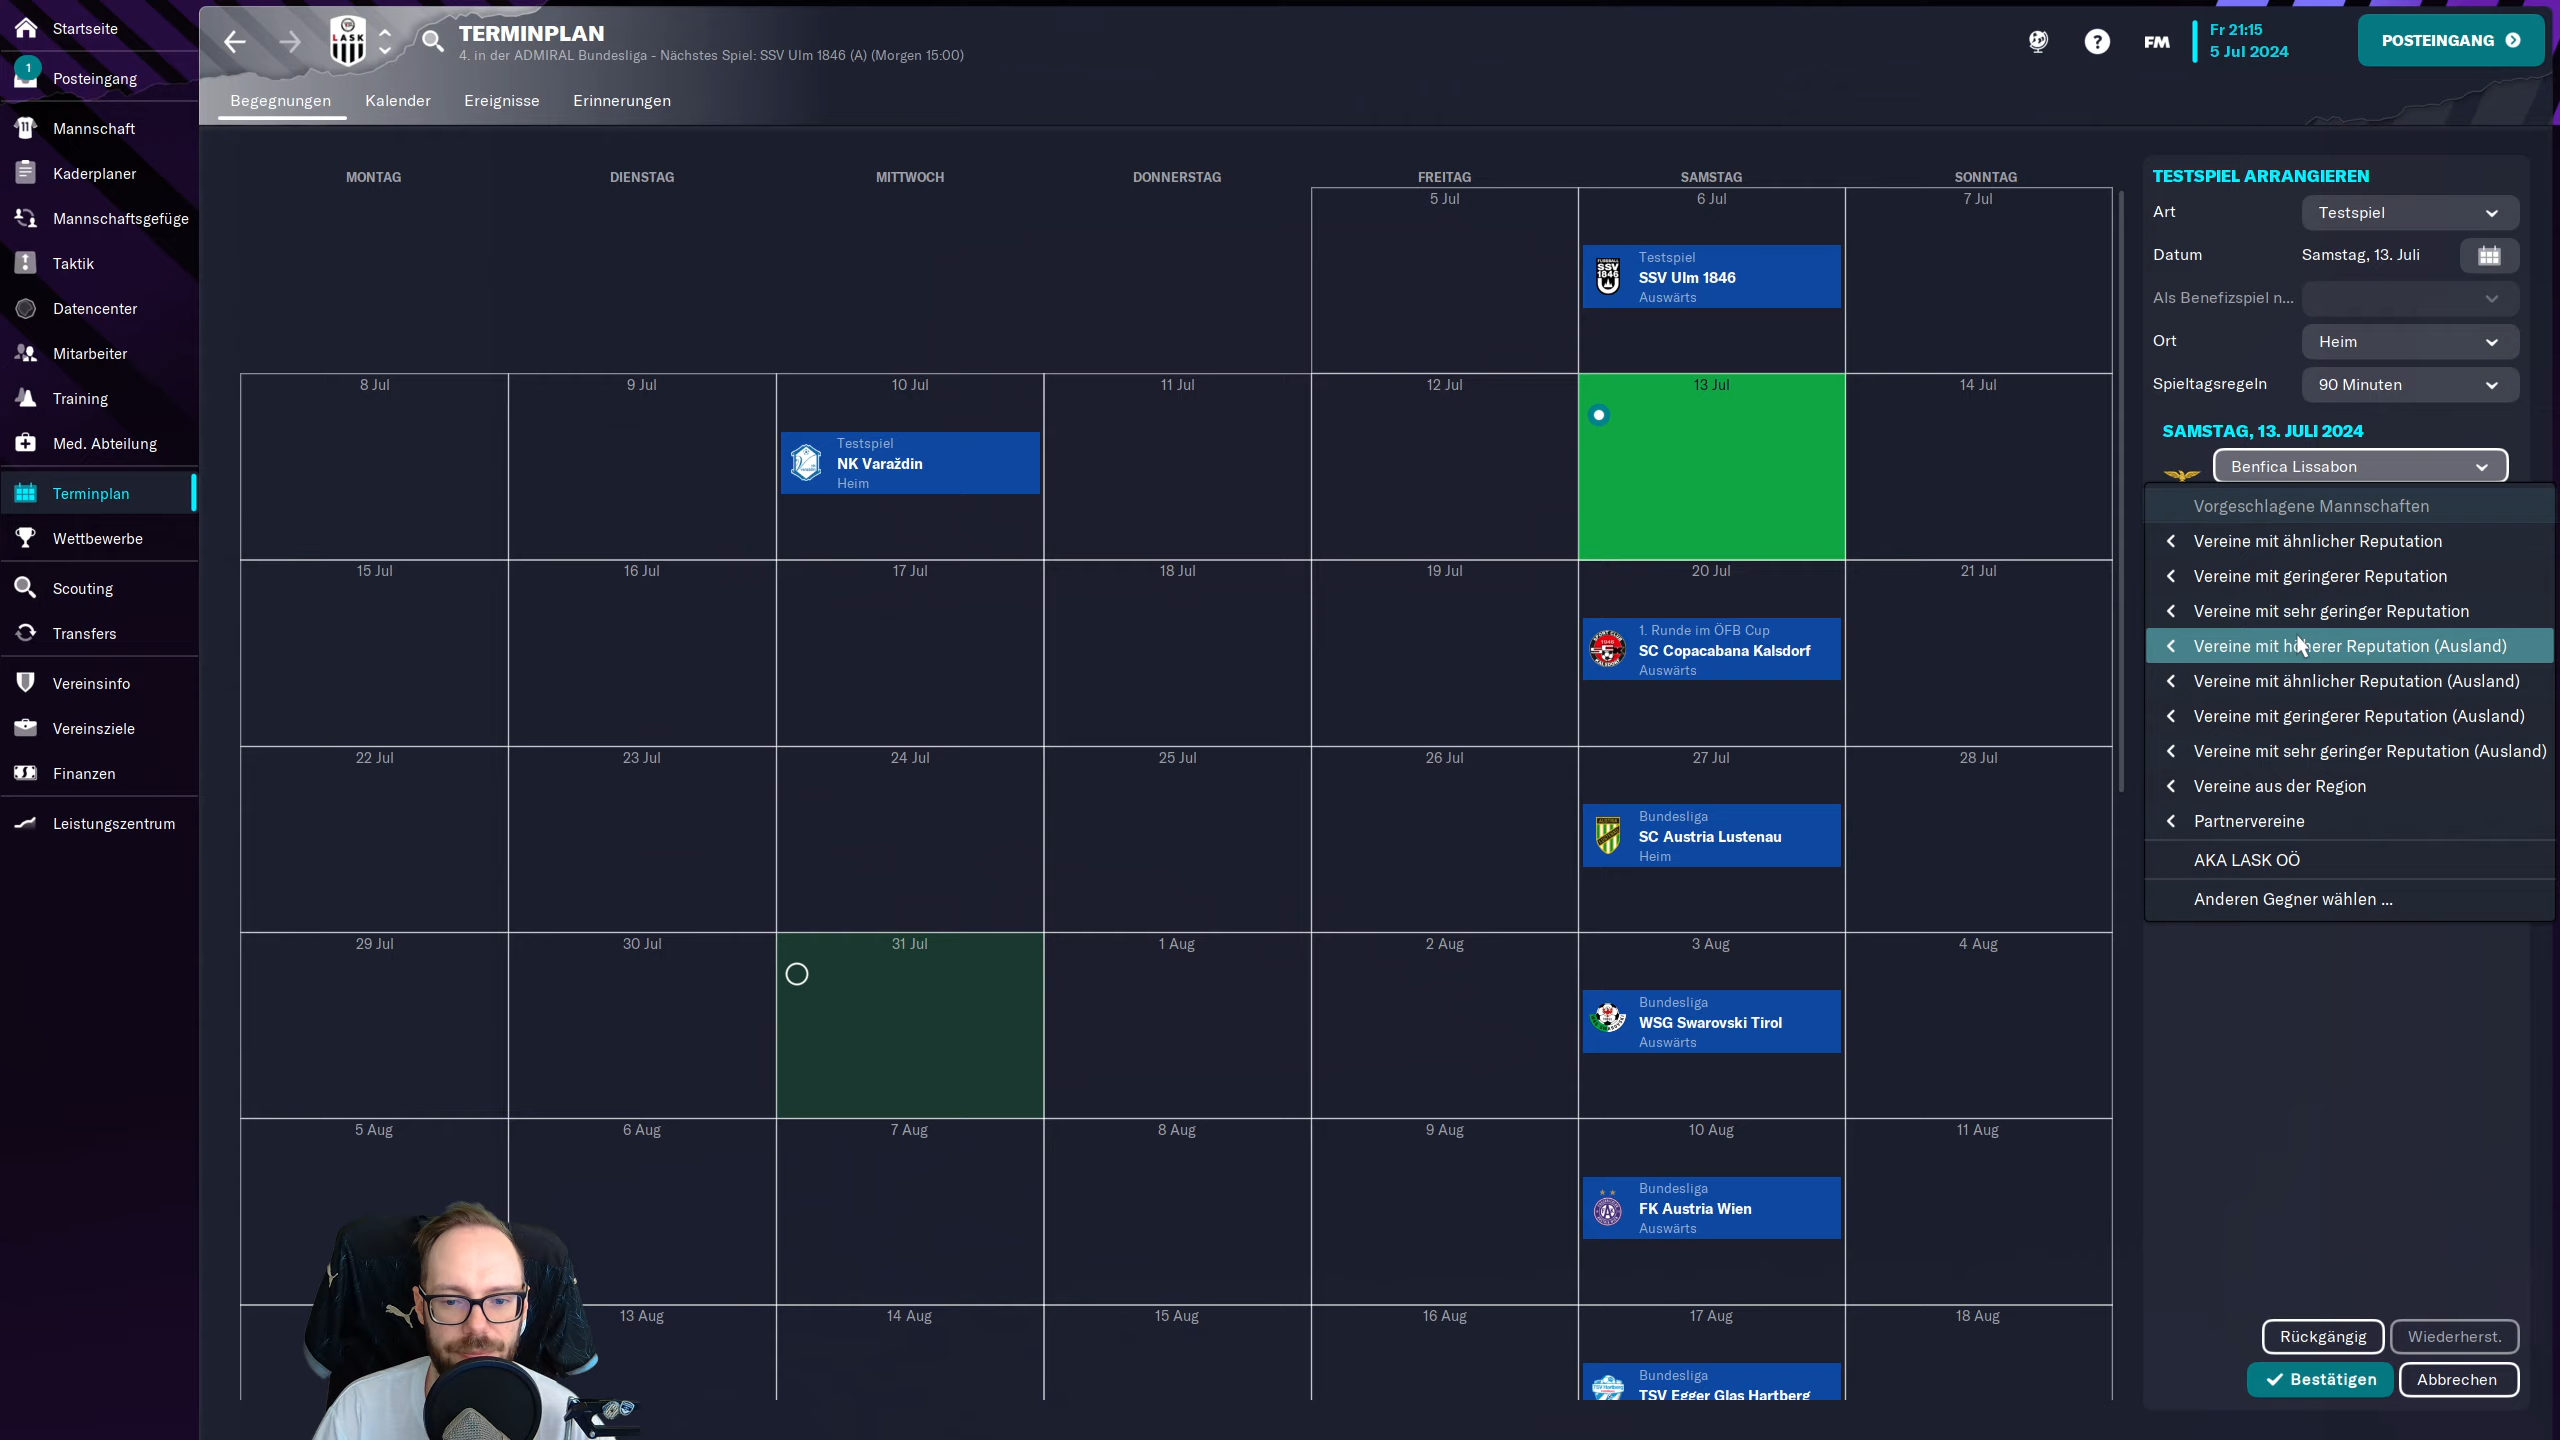 Startseite
1
Posteingang
Mannschaft
Kaderplaner
Mannschaftsgefüge
Taktik
Datencenter
Mitarbeiter
Training
Med. Abteilung
Terminplan
Wettbewerbe
Scouting
Transfers
Vereinsinfo
Vereinsziele
Finanzen
Leistungszentrum
LASK
TERMINPLAN
4. in der ADMIRAL Bundesliga - Nächstes Spiel: SSV Ulm 1846 (A) (Morgen 15:00)
FM
Fr 21:15
5 Jul 2024
POSTEINGANG
Begegnungen Kalender Ereignisse Erinnerungen
MONTAG DIENSTAG MITTWOCH DONNERSTAG FREITAG SAMSTAG SONNTAG
5 Jul 6 Jul 7 Jul
Testspiel
SSV Ulm 1846
Auswärts
8 Jul 9 Jul 10 Jul 11 Jul 12 Jul 13 Jul 14 Jul
Testspiel
NK Varaždin
Heim
15 Jul 16 Jul 17 Jul 18 Jul 19 Jul 20 Jul 21 Jul
1. Runde im ÖFB Cup
SC Copacabana Kalsdorf
Auswärts
22 Jul 23 Jul 24 Jul 25 Jul 26 Jul 27 Jul 28 Jul
Bundesliga
SC Austria Lustenau
Heim
29 Jul 30 Jul 31 Jul 1 Aug 2 Aug 3 Aug 4 Aug
Bundesliga
WSG Swarovski Tirol
Auswärts
5 Aug 6 Aug 7 Aug 8 Aug 9 Aug 10 Aug 11 Aug
Bundesliga
FK Austria Wien
Auswärts
13 Aug 14 Aug 15 Aug 16 Aug 17 Aug 18 Aug
Bundesliga
TSV Egger Glas Hartberg
TESTSPIEL ARRANGIEREN
Art Testspiel
Datum Samstag, 13. Juli
Als Benefizspiel n...
Ort Heim
Spieltagsregeln 90 Minuten
SAMSTAG, 13. JULI 2024
Benfica Lissabon
Vorgeschlagene Mannschaften
Vereine mit ähnlicher Reputation
Vereine mit geringerer Reputation
Vereine mit sehr geringer Reputation
Vereine mit höherer Reputation (Ausland)
Vereine mit ähnlicher Reputation (Ausland)
Vereine mit geringerer Reputation (Ausland)
Vereine mit sehr geringer Reputation (Ausland)
Vereine aus der Region
Partnervereine
AKA LASK OÖ
Anderen Gegner wählen ...
Rückgängig Wiederherst.
Bestätigen Abbrechen